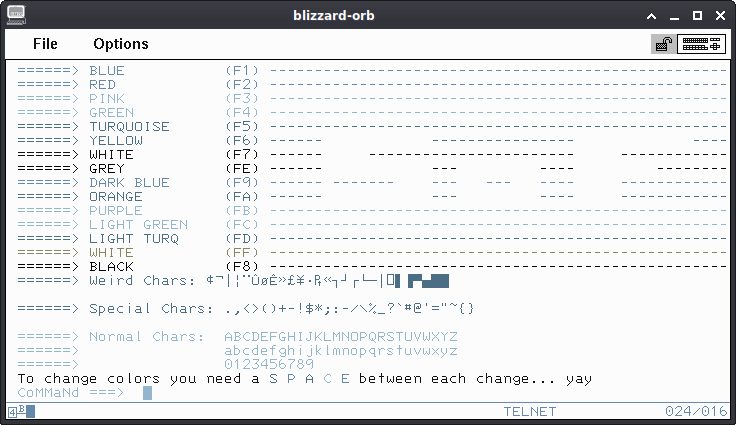 blizzard-orb
File Options
======> BLUE (F1) ----------------------------------------------------------
======> RED (F2) ----------------------------------------------------------
======> PINK (F3) ----------------------------------------------------------
======> GREEN (F4) ----------------------------------------------------------
======> TURQUOISE (F5) ----------------------------------------------------------
======> YELLOW (F6) ------ ------------------ ----
======> WHITE (F7) ------ ----------------------- --------------
======> GREY (FE) ------ ------------------ --------------
======> DARK BLUE (F9) - -------- ---- --- ---- --------------
======> ORANGE (FA) ------ ---- ------ ---------
======> PURPLE (FB) ----------------------------------------------------------
======> LIGHT GREEN (FC) ----------------------------------------------------------
======> LIGHT TURQ (FD) ----------------------------------------------------------
======> WHITE (FF) ----------------------------------------------------------
======> BLACK (F8) ----------------------------------------------------------
======> Weird Chars: ¢¬|¦¨ÛøÊ»£¥·₧«┐┘┌└─│
======> Special Chars: .,<>()+-!$*;:-/\%_?`#@'="~{}
======> Normal Chars: ABCDEFGHIJKLMNOPQRSTUVWXYZ
======> abcdefghijklmnopqrstuvwxyz
======> 0123456789
To change colors you need a S P A C E between each change... yay
CoMMaNd ===>
4 B TELNET 024/016